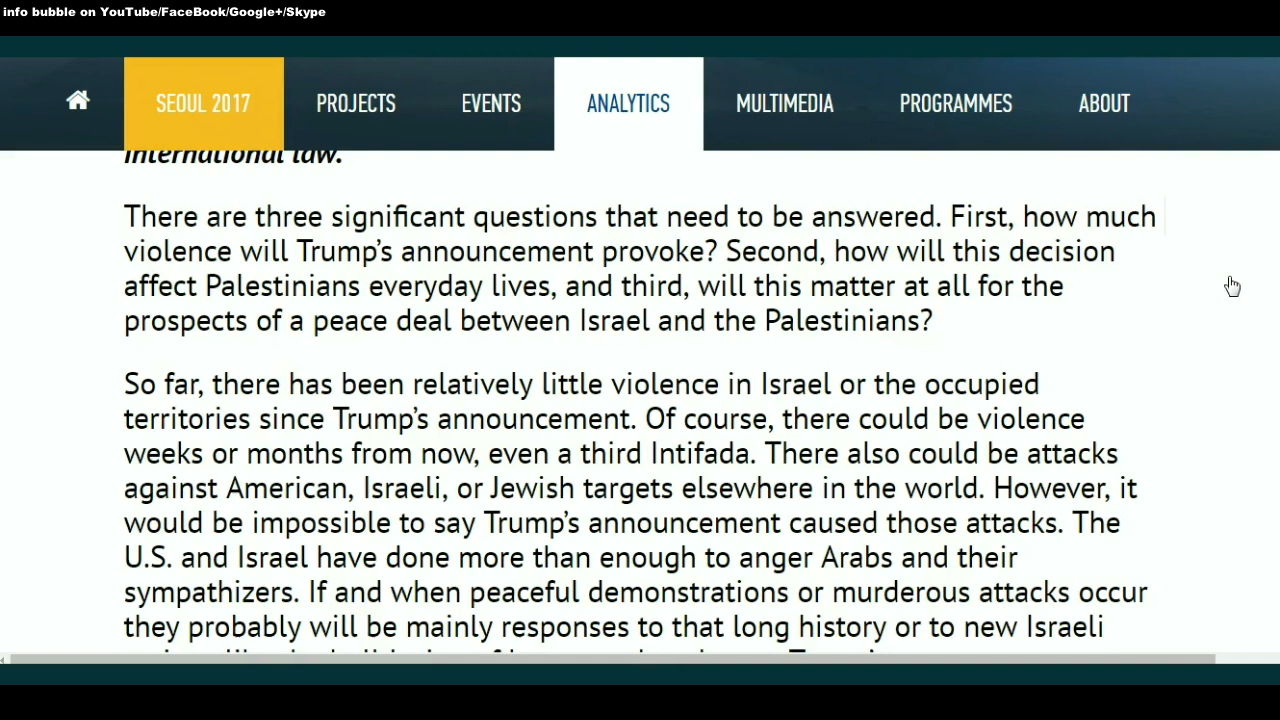 info bubble on YouTube/FaceBook/Google+/Skype
SEOUL 2017 PROJECTS EVENTS ANALYTICS MULTIMEDIA PROGRAMMES ABOUT
international law.
There are three significant questions that need to be answered. First, how much
violence will Trump’s announcement provoke? Second, how will this decision
affect Palestinians everyday lives, and third, will this matter at all for the
prospects of a peace deal between Israel and the Palestinians?
So far, there has been relatively little violence in Israel or the occupied
territories since Trump’s announcement. Of course, there could be violence
weeks or months from now, even a third Intifada. There also could be attacks
against American, Israeli, or Jewish targets elsewhere in the world. However, it
would be impossible to say Trump’s announcement caused those attacks. The
U.S. and Israel have done more than enough to anger Arabs and their
sympathizers. If and when peaceful demonstrations or murderous attacks occur
they probably will be mainly responses to that long history or to new Israeli